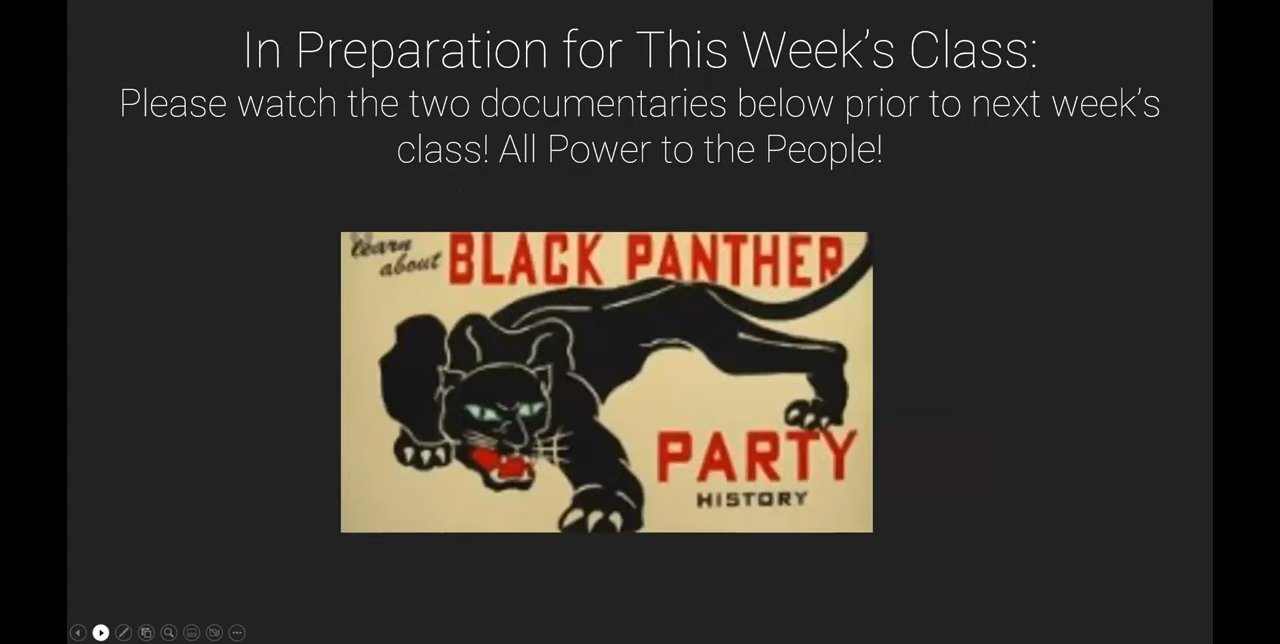 In Preparation for This Week's Class:
Please watch the two documentaries below prior to next week's
class! All Power to the People!
learn
about BLACK PANTHER
PARTY
HISTORY